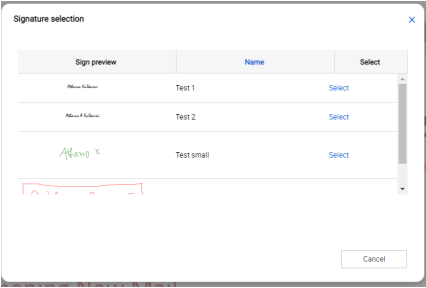 Signature selection
×
Sign preview Name Select
Test 1 Select
Test 2 Select
Test small Select
Cancel